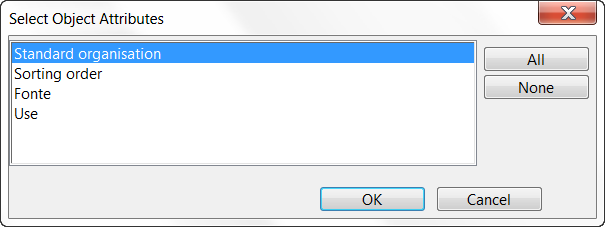 Select Object Attributes
Standard organisation
Sorting order
Fonte
Use
All
None
OK
Cancel